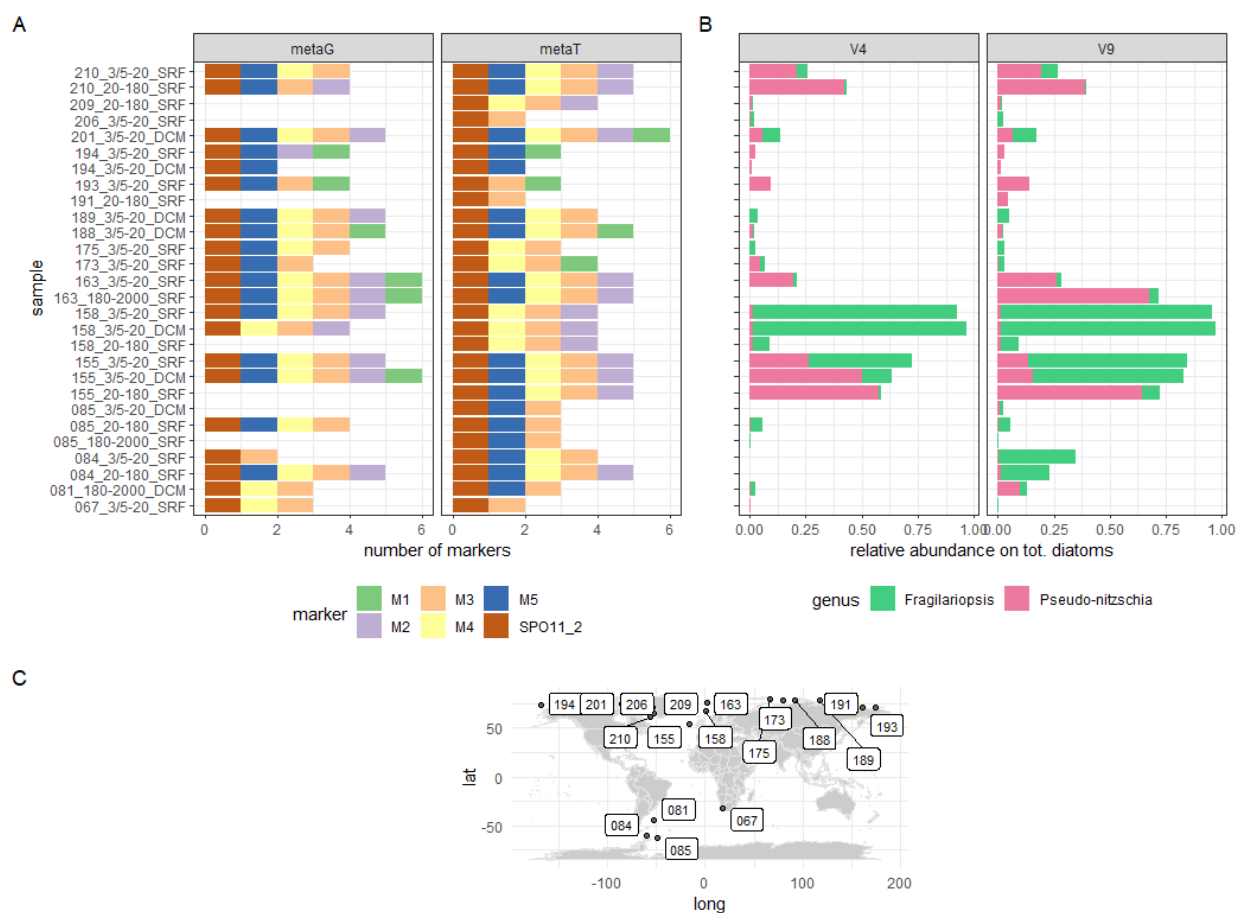 A
B
metaG
metaT
V4
V9
sample
210_3/5-20_SRF
210_20-180_SRF
209_20-180_SRF
206_3/5-20_SRF
201_3/5-20_DCM
194_3/5-20_SRF
194_3/5-20_DCM
193_3/5-20_SRF
191_20-180_SRF
189_3/5-20_DCM
188_3/5-20_DCM
175_3/5-20_SRF
173_3/5-20_SRF
163_3/5-20_SRF
163_180-2000_SRF
158_3/5-20_SRF
158_3/5-20_DCM
158_20-180_SRF
155_3/5-20_SRF
155_3/5-20_DCM
155_20-180_SRF
085_3/5-20_DCM
085_20-180_SRF
085_180-2000_SRF
084_3/5-20_SRF
084_20-180_SRF
081_180-2000_DCM
067_3/5-20_SRF
0 2 4 6 0 2 4 6
number of markers
0.00 0.25 0.50 0.75 1.00 0.00 0.25 0.50 0.75 1.00
relative abundance on tot. diatoms
marker M1 M3 M5
M2 M4 SPO11_2
genus Fragilariopsis Pseudo-nitzschia
C
lat
50
0
-50
194 201 206 209 163 173 191 193
210 155 158 175 188 189
081
084 067
085
-100 0 100 200
long